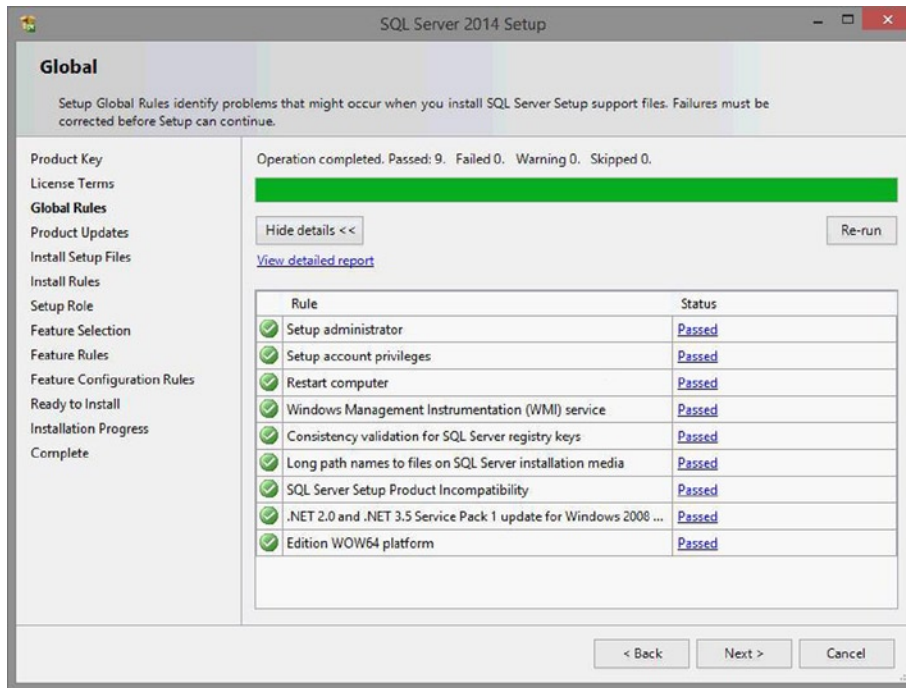 SQL Server 2014 Setup
Global
Setup Global Rules identify problems that might occur when you install SQL Server Setup support files. Failures must be
corrected before Setup can continue.
Product Key
License Terms
Global Rules
Product Updates
Install Setup Files
Install Rules
Setup Role
Feature Selection
Feature Rules
Feature Configuration Rules
Ready to Install
Installation Progress
Complete
Operation completed. Passed: 9.   Failed 0.   Warning 0.   Skipped 0.
Hide details <<
Re-run
View detailed report
Rule Status
Setup administrator Passed
Setup account privileges Passed
Restart computer Passed
Windows Management Instrumentation (WMI) service Passed
Consistency validation for SQL Server registry keys Passed
Long path names to files on SQL Server installation media Passed
SQL Server Setup Product Incompatibility Passed
.NET 2.0 and .NET 3.5 Service Pack 1 update for Windows 2008 ... Passed
Edition WOW64 platform Passed
< Back Next > Cancel